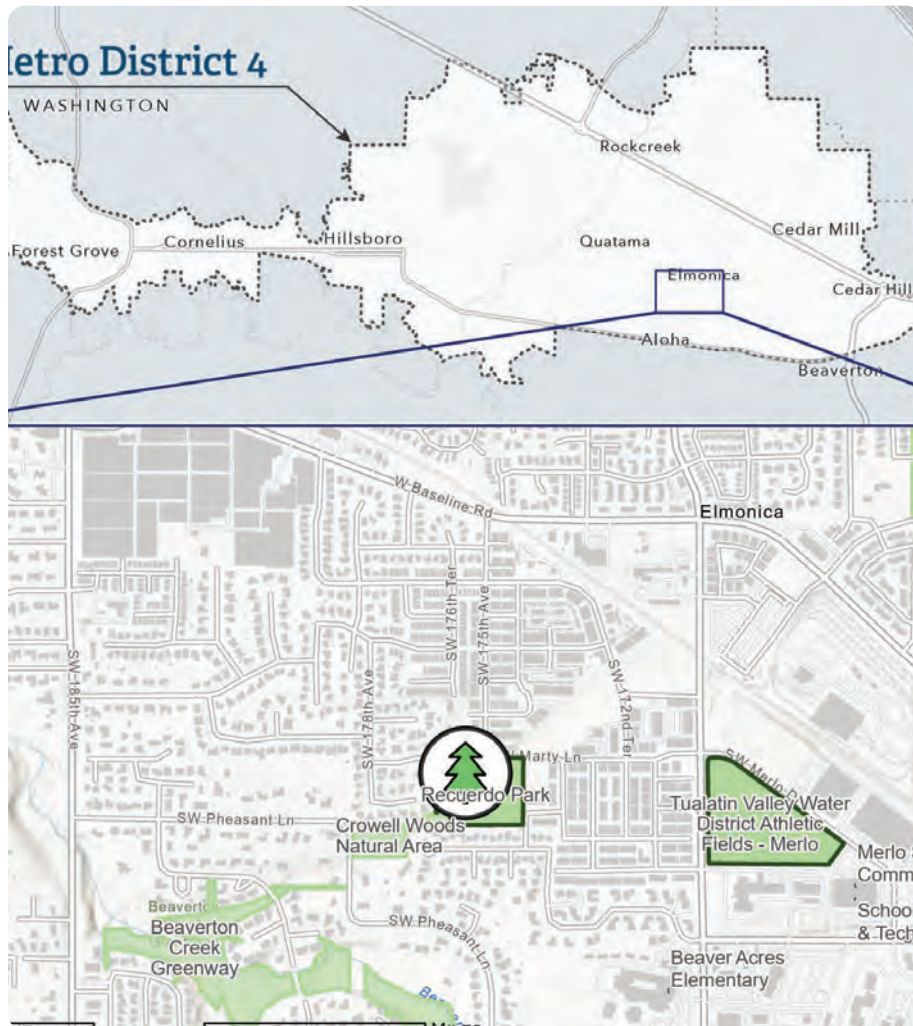 etro District 4
WASHINGTON
Rockcreek
Forest Grove
Cornelius
Hillsboro
Quatama
Cedar Mill
Elmonica
Cedar Hill
Aloha
Beaverton
W Baseline Rd
Elmonica
SW 185th Ave
SW 178th Ave
SW 176th Ter
SW 175th Ave
SW 172nd Ter
Marty Ln
SW Merlo
Recuerdo Park
SW Pheasant Ln
Crowell Woods
Natural Area
Tualatin Valley Water
District Athletic
Fields - Merlo
Merlo
Comm
Schoo
& Tech
Beaverton
Beaverton
Creek
Greenway
SW Pheasant Ln
Beaver Acres
Elementary